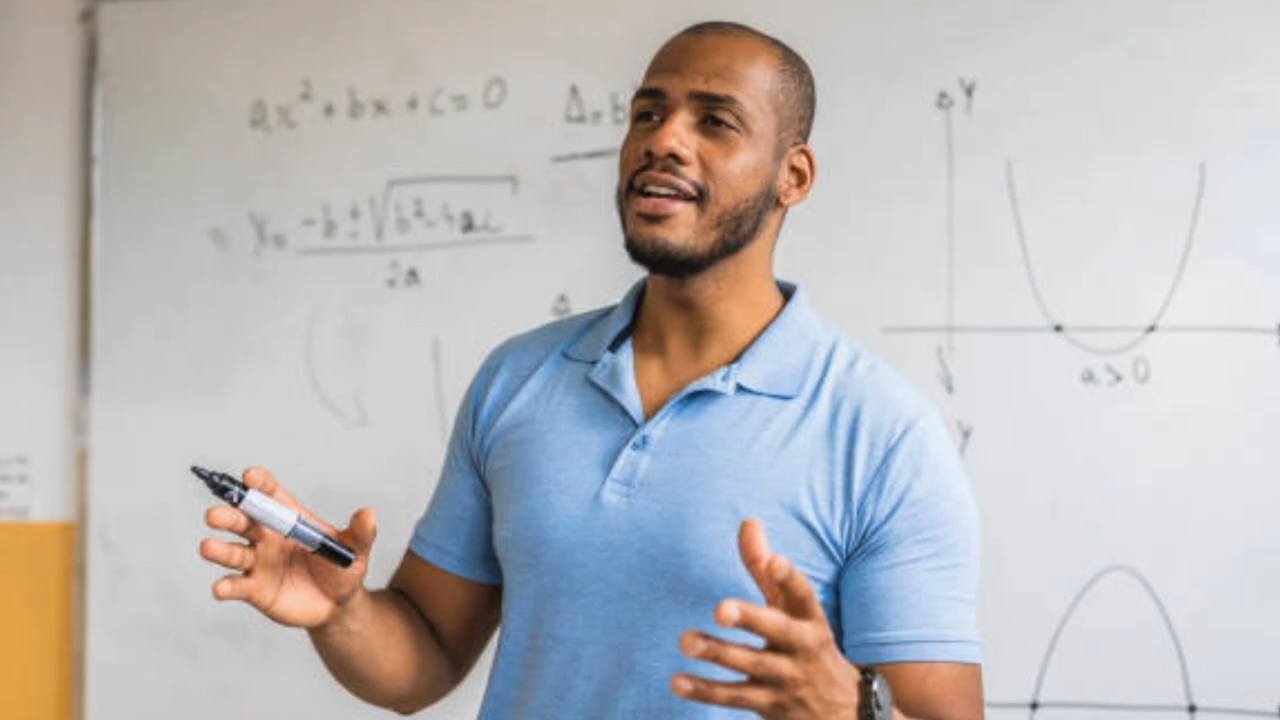 ax² + bx + c = 0
Δ = b
x = -b ± √b² - 4ac
2a
Δ
Y
a > 0
Y